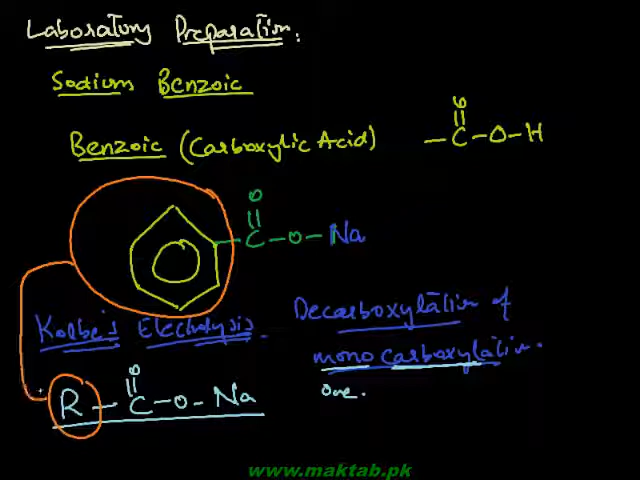 Laboratory Preparation.
Sodium Benzoic
Benzoic (Carboxylic Acid)
O
— C — O — H
O
C — O — Na
Kolbe's Electrolysis.
Decarboxylation of
mono carboxylation.
one.
O
R — C — O — Na
www.maktab.pk